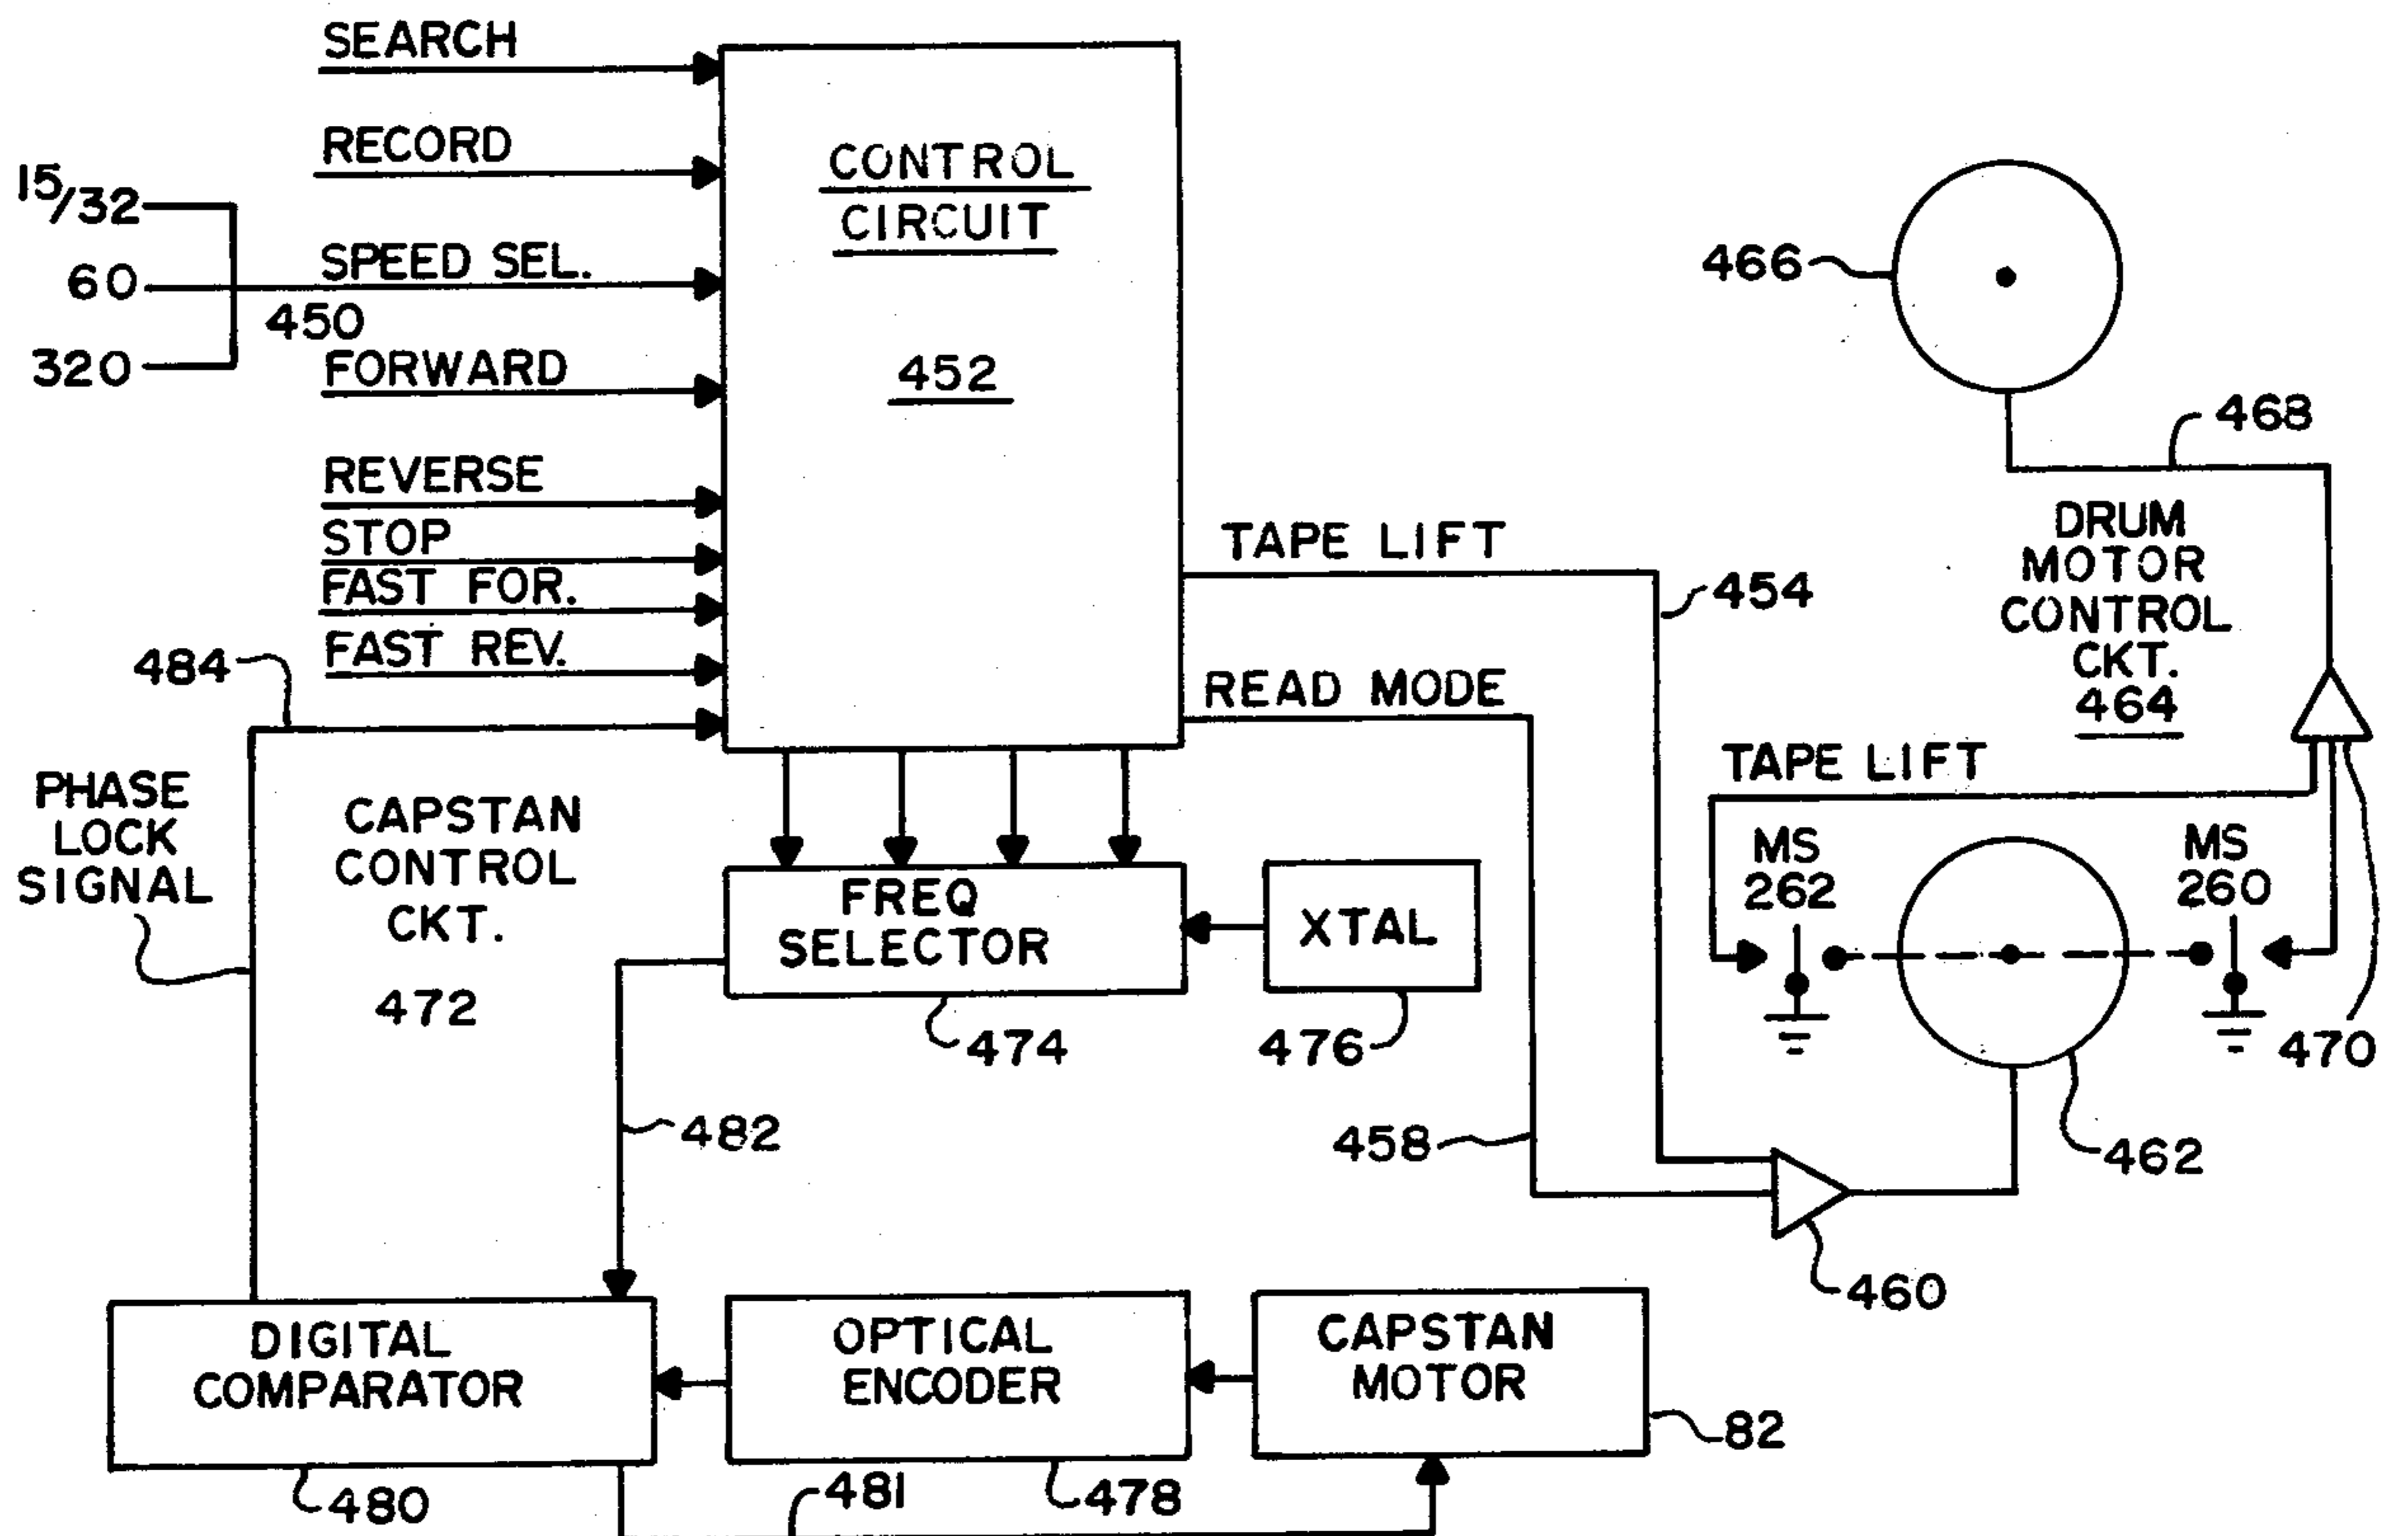 SEARCH
RECORD
15/32
60
320
SPEED SEL.
450
FORWARD
REVERSE
STOP
FAST FOR.
FAST REV.
484
CONTROL
CIRCUIT
452
TAPE LIFT
454
READ MODE
466
468
DRUM
MOTOR
CONTROL
CKT.
464
TAPE LIFT
MS
262
MS
260
470
462
PHASE
LOCK
SIGNAL
CAPSTAN
CONTROL
CKT.
472
FREQ
SELECTOR
474
XTAL
476
482
458
460
DIGITAL
COMPARATOR
480
OPTICAL
ENCODER
478
CAPSTAN
MOTOR
82
481